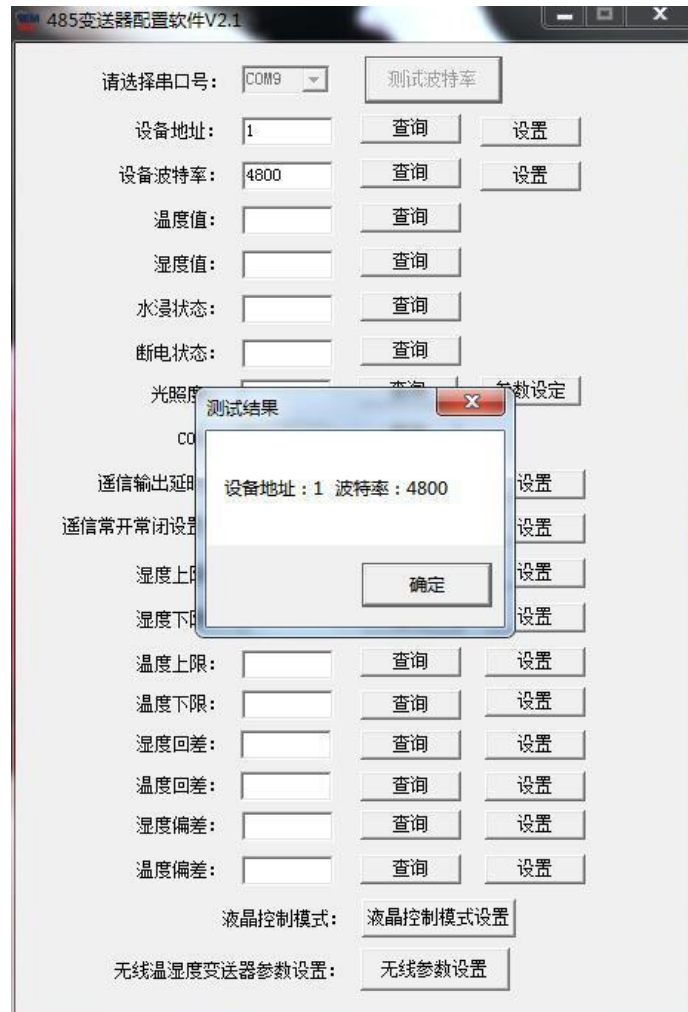 485变送器配置软件V2.1
请选择串口号： COM9 测试波特率
设备地址： 1 查询 设置
设备波特率： 4800 查询 设置
温度值： 查询
湿度值： 查询
水浸状态： 查询
断电状态： 查询
光照度 参数设定
测试结果
CO
设备地址：1 波特率：4800
遥信输出延时 设置
遥信常开常闭设置 设置
确定
湿度上限 设置
湿度下限 设置
温度上限： 查询 设置
温度下限： 查询 设置
湿度回差： 查询 设置
温度回差： 查询 设置
湿度偏差： 查询 设置
温度偏差： 查询 设置
液晶控制模式： 液晶控制模式设置
无线温湿度变送器参数设置： 无线参数设置